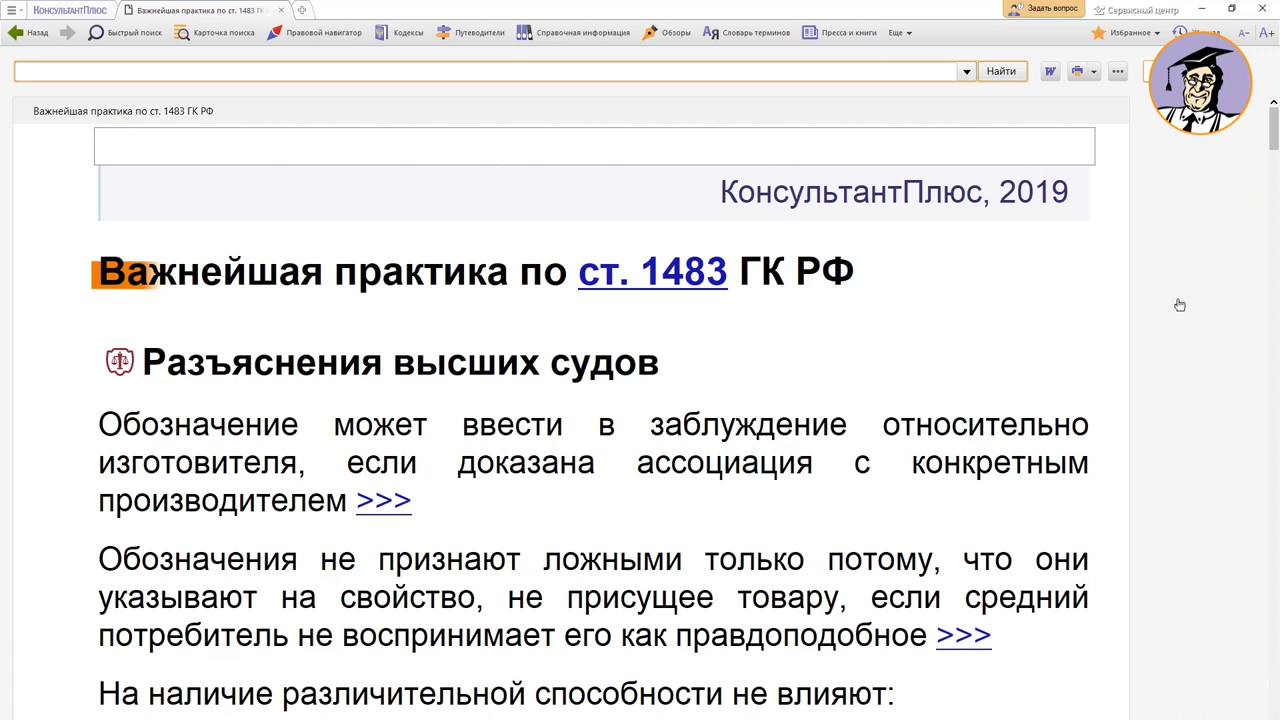 КонсультантПлюс
Важнейшая практика по ст. 1483 ГК
Задать вопрос
Сервисный центр
Назад
Быстрый поиск
Карточка поиска
Правовой навигатор
Кодексы
Путеводители
Справочная информация
Обзоры
Словарь терминов
Пресса и книги
Еще
Избранное
A-
A+
Найти
Важнейшая практика по ст. 1483 ГК РФ
КонсультантПлюс, 2019
Важнейшая практика по ст. 1483 ГК РФ
Разъяснения высших судов
Обозначение может ввести в заблуждение относительно
изготовителя, если доказана ассоциация с конкретным
производителем >>>
Обозначения не признают ложными только потому, что они
указывают на свойство, не присущее товару, если средний
потребитель не воспринимает его как правдоподобное >>>
На наличие различительной способности не влияют: